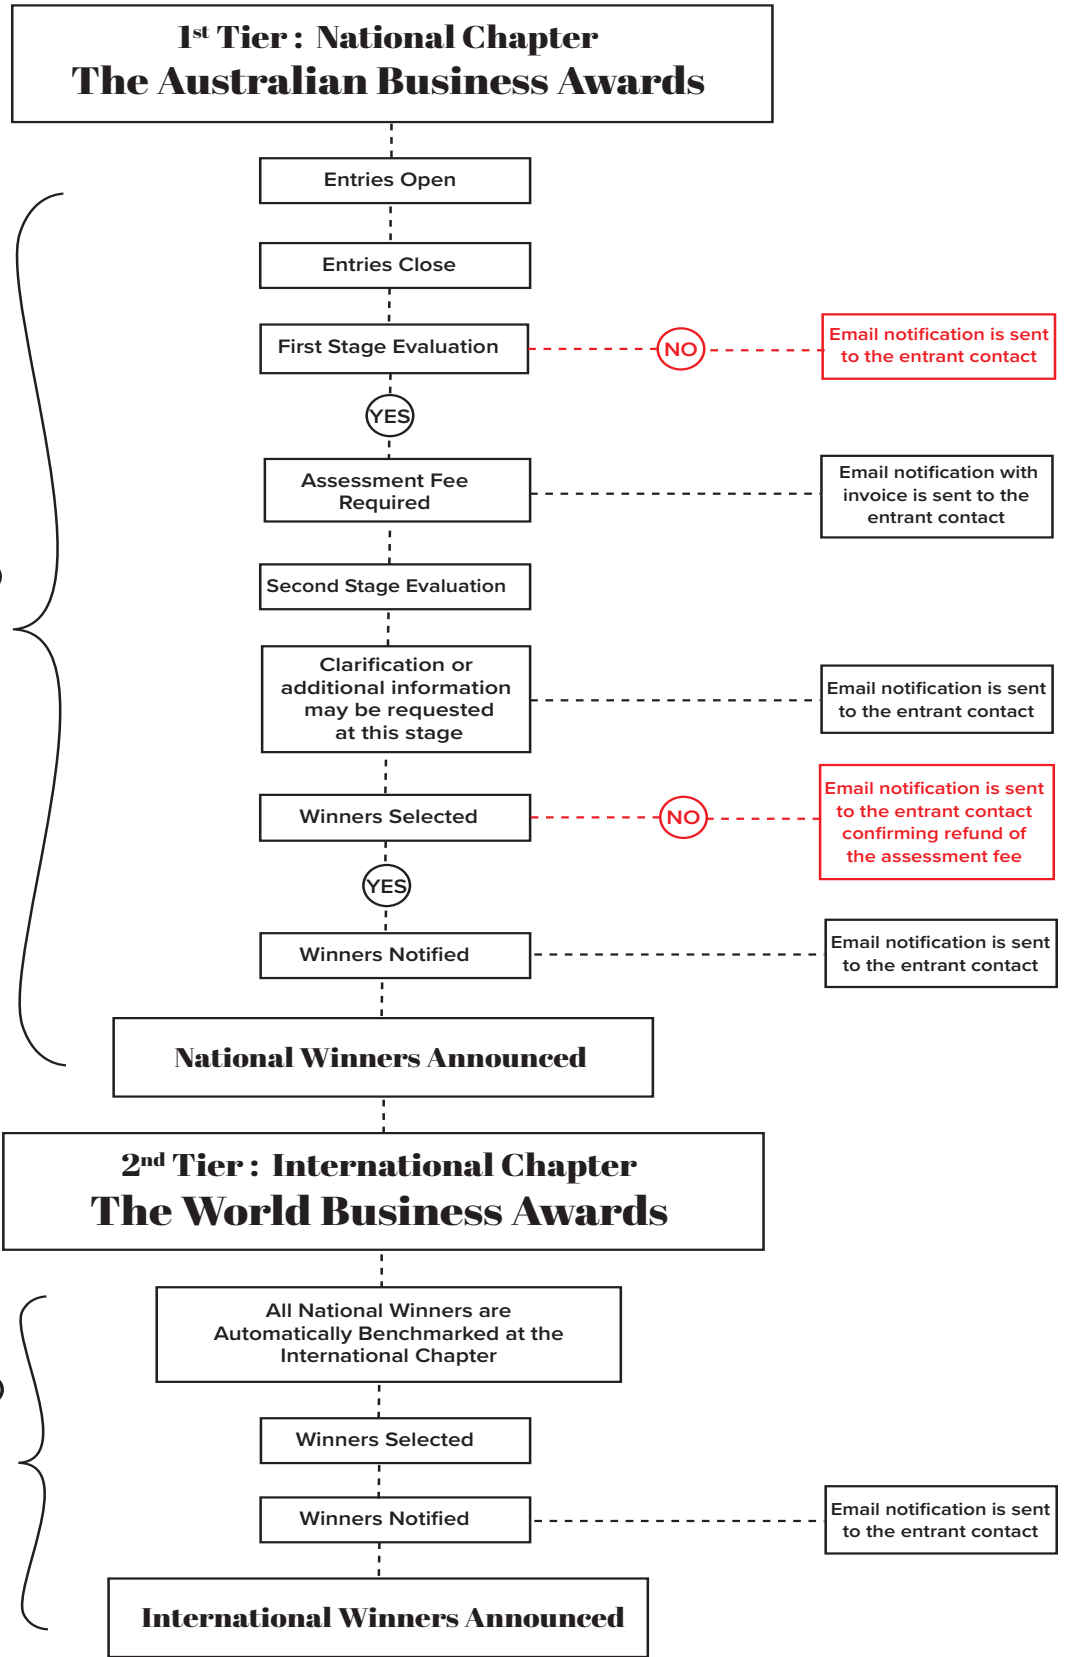 1st Tier : National Chapter
The Australian Business Awards
Entries Open
Entries Close
First Stage Evaluation
NO
Email notification is sent
to the entrant contact
YES
Assessment Fee
Required
Email notification with
invoice is sent to the
entrant contact
Second Stage Evaluation
Clarification or
additional information
may be requested
at this stage
Email notification is sent
to the entrant contact
Winners Selected
NO
Email notification is sent
to the entrant contact
confirming refund of
the assessment fee
YES
Winners Notified
Email notification is sent
to the entrant contact
National Winners Announced
2nd Tier : International Chapter
The World Business Awards
All National Winners are
Automatically Benchmarked at the
International Chapter
Winners Selected
Winners Notified
Email notification is sent
to the entrant contact
International Winners Announced